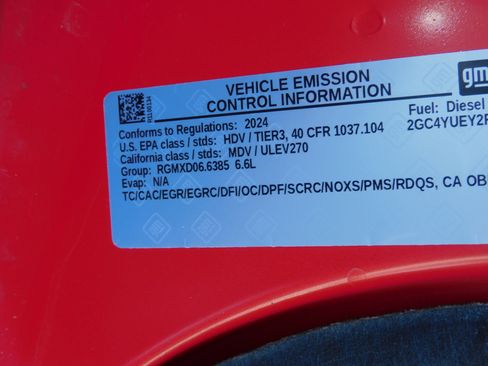 VEHICLE EMISSION
CONTROL INFORMATION
gm
Conforms to Regulations: 2024
Fuel: Diesel
U.S. EPA class / stds: HDV / TIER3, 40 CFR 1037.104
2GC4YUEY2R
California class / stds: MDV / ULEV270
Group: RGMXD06.6385 6.6L
Evap: N/A
TC/CAC/EGR/EGRC/DFI/OC/DPF/SCRC/NOXS/PMS/RDQS, CA OB